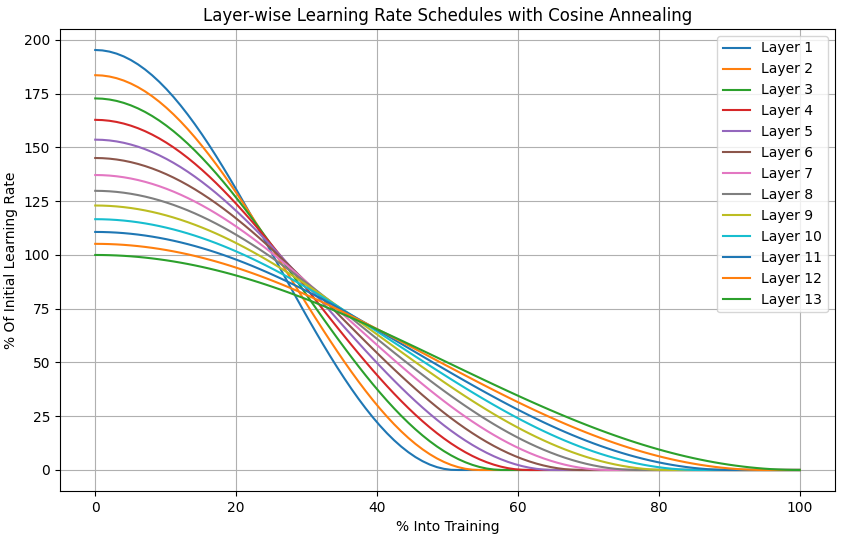 Layer-wise Learning Rate Schedules with Cosine Annealing
200
175
150
125
100
75
50
25
0
% Of Initial Learning Rate
0 20 40 60 80 100
% Into Training
Layer 1
Layer 2
Layer 3
Layer 4
Layer 5
Layer 6
Layer 7
Layer 8
Layer 9
Layer 10
Layer 11
Layer 12
Layer 13